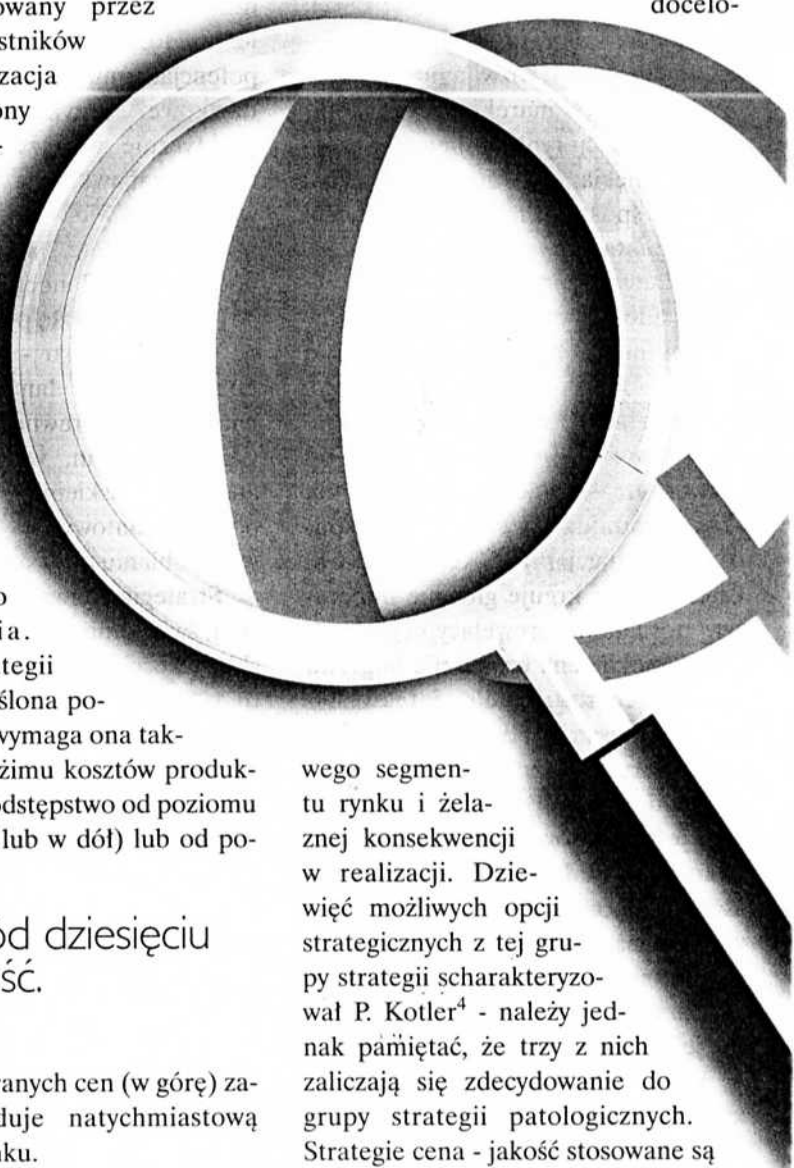 owany przez
stników
zacja
ony
-
o
ia.
tegii
ślona po-
wymaga ona tak-
żimu kosztów produk-
odstępstwo od poziomu
lub w dół) lub od po-
ód dziesięciu
ść.
ranych cen (w górę) za-
duje natychmiastową
nku.
docelo-
wego segmen-
tu rynku i żela-
znej konsekwencji
w realizacji. Dzie-
więć możliwych opcji
strategicznych z tej gru-
py strategii scharakteryzo-
wał P. Kotler⁴ - należy jed-
nak pamiętać, że trzy z nich
zaliczają się zdecydowanie do
grupy strategii patologicznych.
Strategie cena - jakość stosowane są